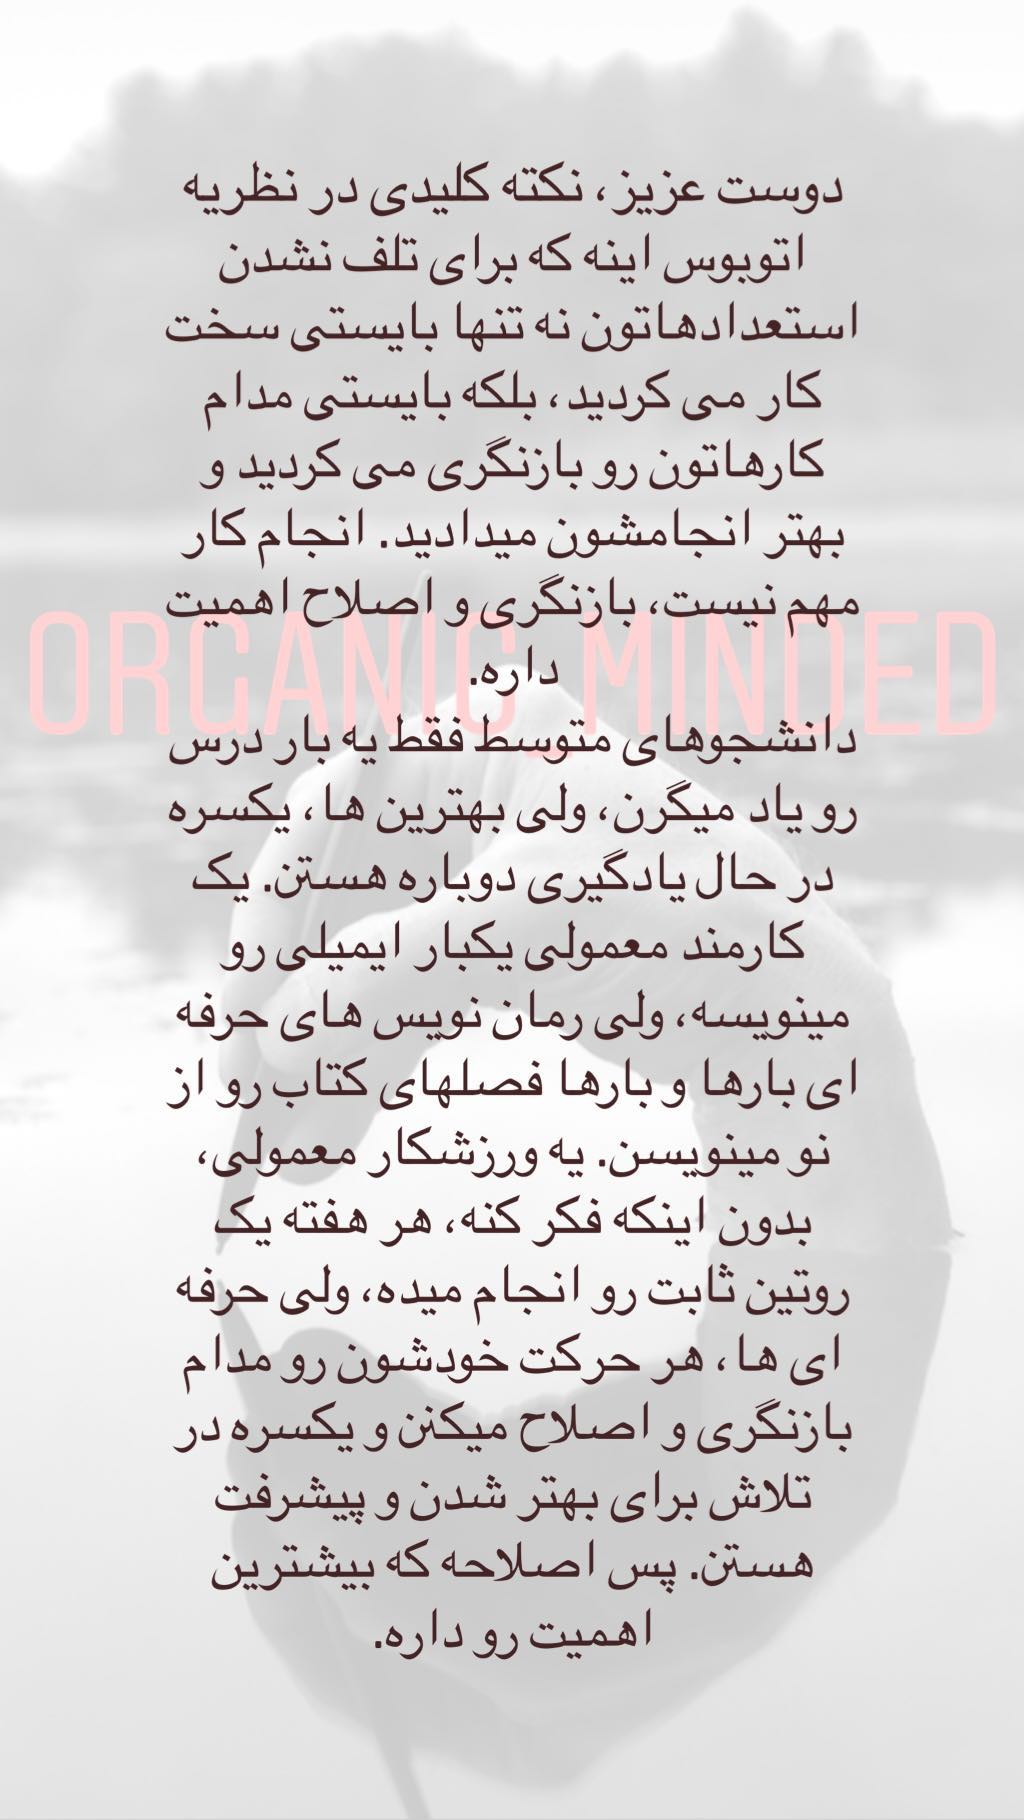 دوست عزیز، نکته کلیدی در نظریه
اتوبوس اینه که برای تلف نشدن
استعدادهاتون نه تنها بایستی سخت
کار می کردید، بلکه بایستی مدام
کارهاتون رو بازنگری می کردید و
بهتر انجامشون میدادید. انجام کار
مهم نیست، بازنگری و اصلاح اهمیت
ORGANIC_MINDED
داره.
دانشجوهای متوسط فقط یه بار درس
رو یاد میگرن، ولی بهترین ها، یکسره
در حال یادگیری دوباره هستن. یک
کارمند معمولی یکبار ایمیلی رو
مینویسه، ولی رمان نویس های حرفه
ای بارها و بارها فصلهای کتاب رو از
نو مینویسن. یه ورزشکار معمولی،
بدون اینکه فکر کنه، هر هفته یک
روتین ثابت رو انجام میده، ولی حرفه
ای ها، هر حرکت خودشون رو مدام
بازنگری و اصلاح میکنن و یکسره در
تلاش برای بهتر شدن و پیشرفت
هستن. پس اصلاحه که بیشترین
اهمیت رو داره.